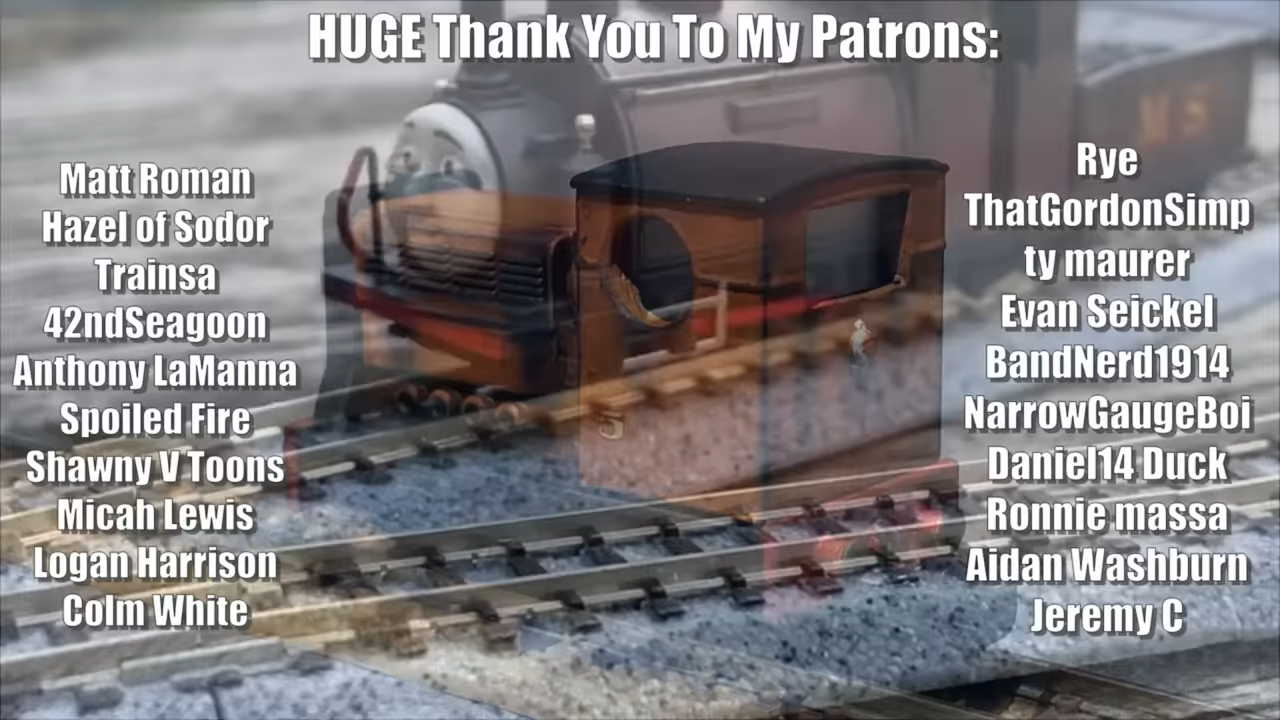 HUGE Thank You To My Patrons:
Matt Roman
Hazel of Sodor
Trainsa
42ndSeagoon
Anthony LaManna
Spoiled Fire
Shawny V Toons
Micah Lewis
Logan Harrison
Colm White
Rye
ThatGordonSimp
ty maurer
Evan Seickel
BandNerd1914
NarrowGaugeBoi
Daniel14 Duck
Ronnie massa
Aidan Washburn
Jeremy C
MS